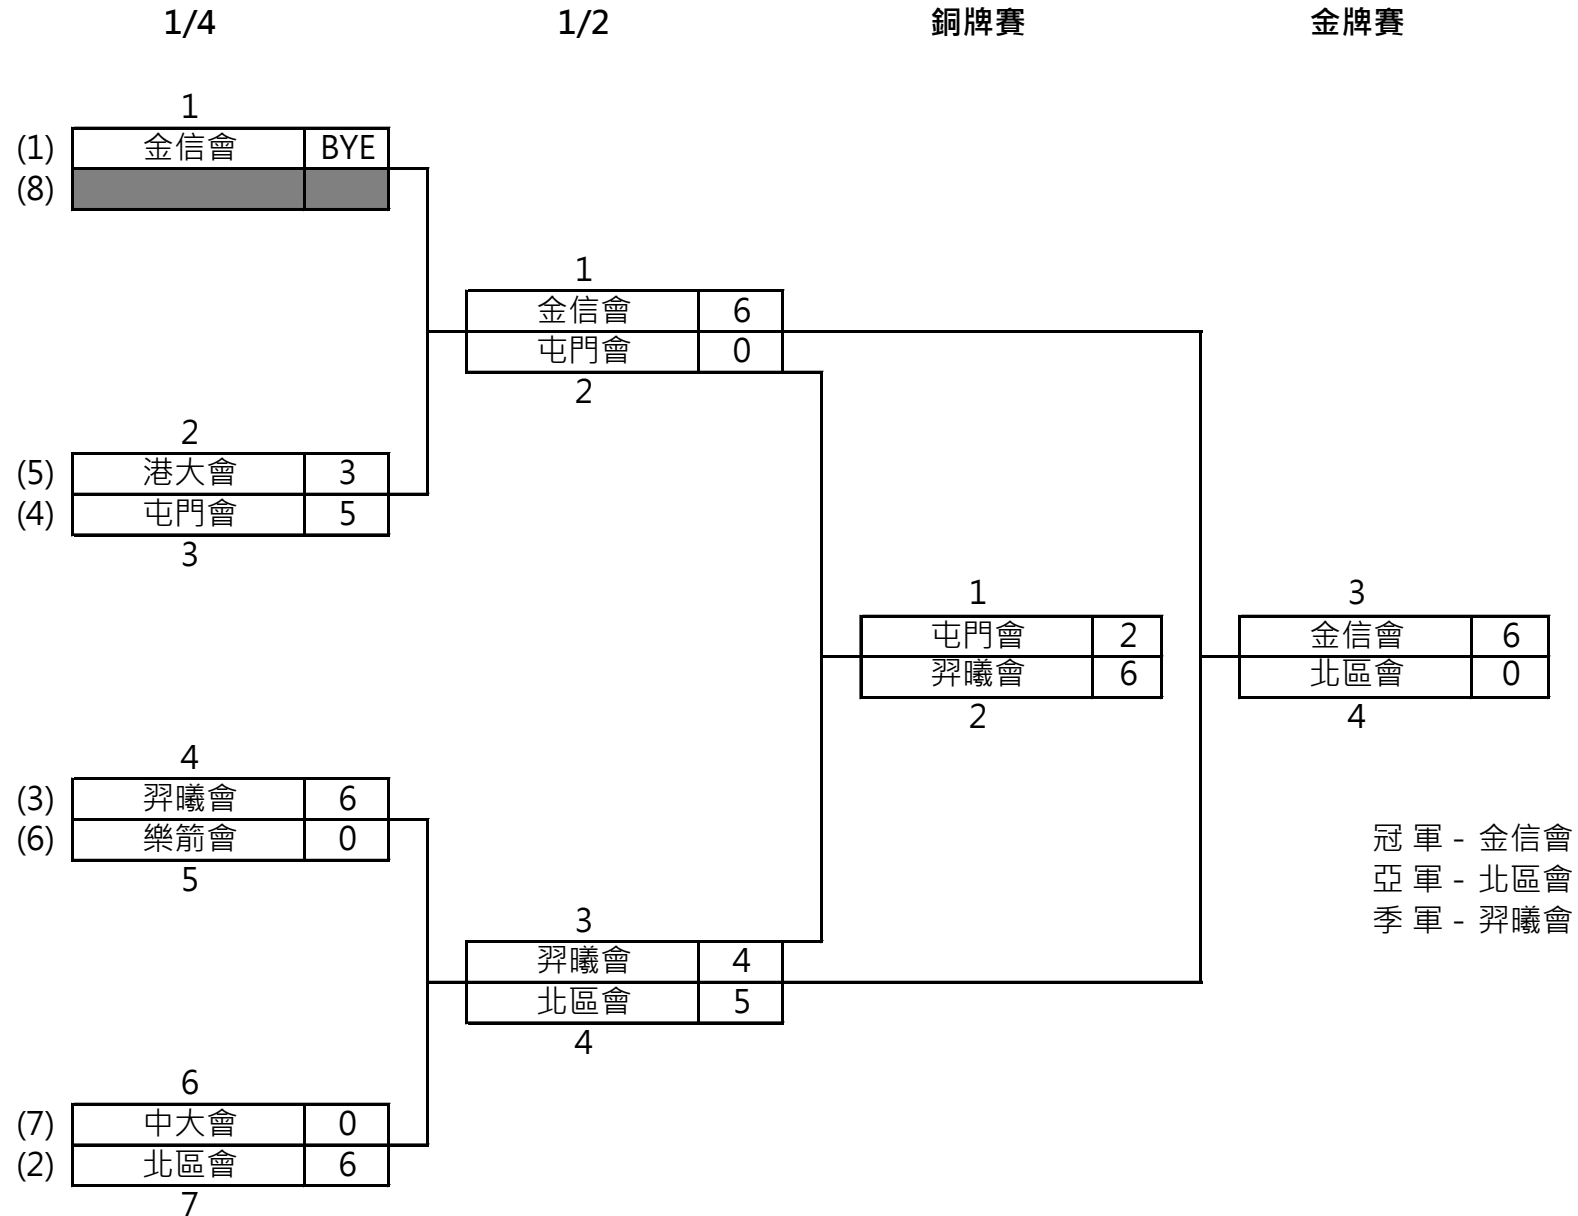 1/4 1/2 銅牌賽 金牌賽
1
(1) 金信會 BYE
(8)
1
金信會 6
屯門會 0
2
2
(5) 港大會 3
(4) 屯門會 5
3
1 3
屯門會 2 金信會 6
羿曦會 6 北區會 0
2 4
4
(3) 羿曦會 6
(6) 樂箭會 0
5
冠 軍 - 金信會
亞 軍 - 北區會
季 軍 - 羿曦會
3
羿曦會 4
北區會 5
4
6
(7) 中大會 0
(2) 北區會 6
7